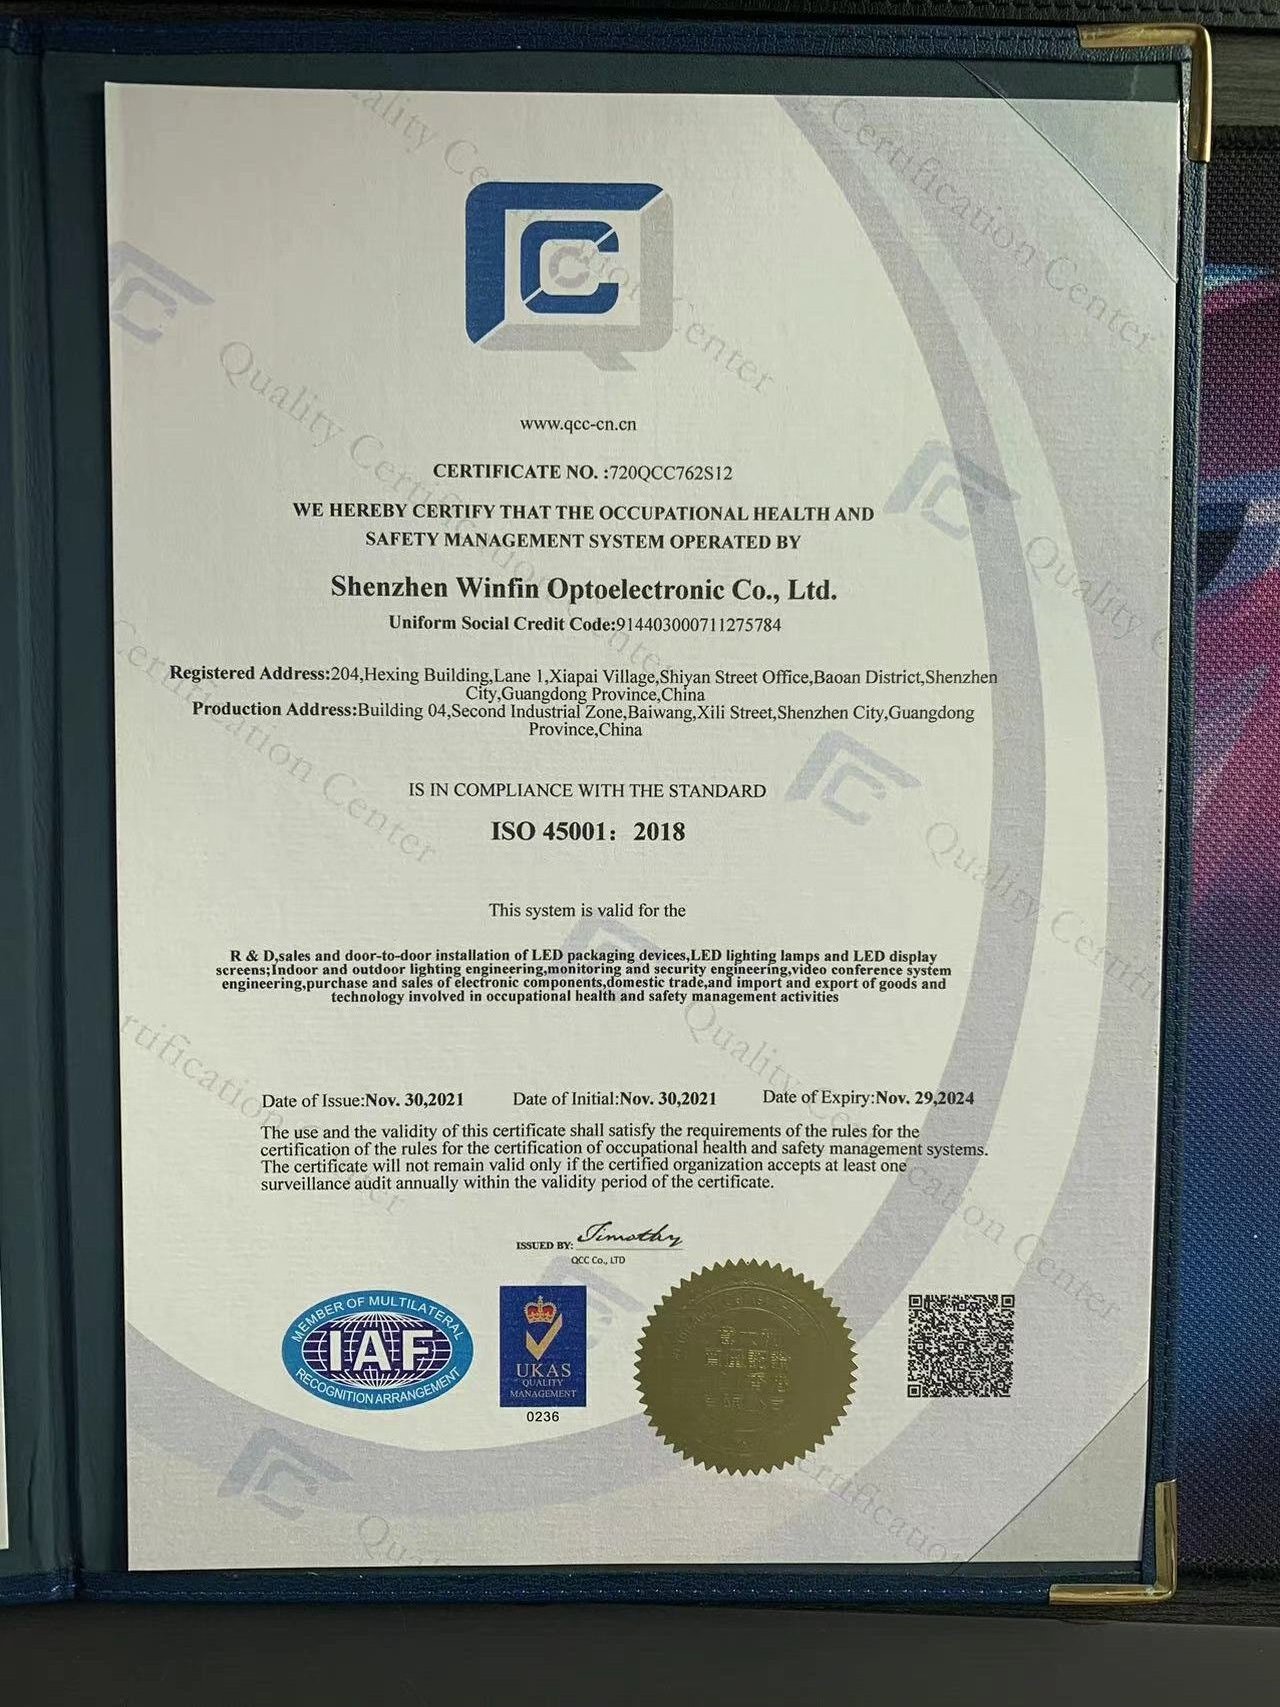 www.qcc-cn.cn
CERTIFICATE NO. :720QCC762S12
WE HEREBY CERTIFY THAT THE OCCUPATIONAL HEALTH AND
SAFETY MANAGEMENT SYSTEM OPERATED BY
Shenzhen Winfin Optoelectronic Co., Ltd.
Uniform Social Credit Code:914403000711275784
Registered Address:204,Hexing Building,Lane 1,Xiapai Village,Shiyan Street Office,Baoan District,Shenzhen
City,Guangdong Province,China
Production Address:Building 04,Second Industrial Zone,Baiwang,Xili Street,Shenzhen City,Guangdong
Province,China
IS IN COMPLIANCE WITH THE STANDARD
ISO 45001: 2018
This system is valid for the
R & D,sales and door-to-door installation of LED packaging devices,LED lighting lamps and LED display
screens;Indoor and outdoor lighting engineering,monitoring and security engineering,video conference system
engineering,purchase and sales of electronic components,domestic trade,and import and export of goods and
technology involved in occupational health and safety management activities
Date of Issue:Nov. 30,2021 Date of Initial:Nov. 30,2021 Date of Expiry:Nov. 29,2024
The use and the validity of this certificate shall satisfy the requirements of the rules for the
certification of the rules for the certification of occupational health and safety management systems.
The certificate will not remain valid only if the certified organization accepts at least one
surveillance audit annually within the validity period of the certificate.
ISSUED BY: Timothy
QCC Co., LTD
MEMBER OF MULTILATERAL
IAF
RECOGNITION ARRANGEMENT
UKAS
QUALITY
MANAGEMENT
0236
Quality Certification Center